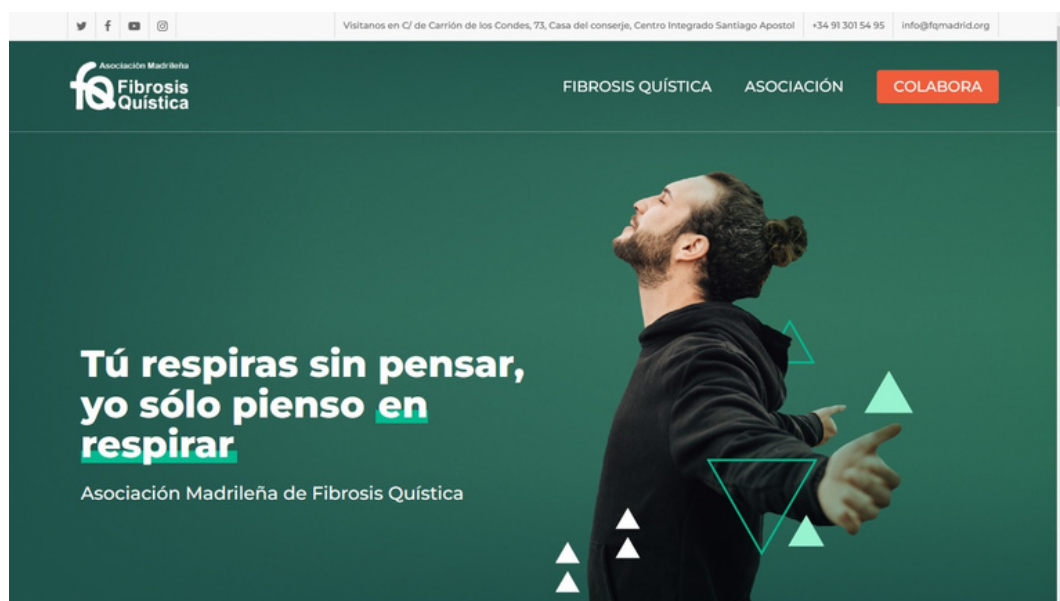 Visitanos en C/ de Carrión de los Condes, 73, Casa del conserje, Centro Integrado Santiago Apostol
+34 91 301 54 95
info@fqmadrid.org
Asociación Madrileña
fQ Fibrosis
Quística
FIBROSIS QUÍSTICA
ASOCIACIÓN
COLABORA
Tú respiras sin pensar,
yo sólo pienso en
respirar
Asociación Madrileña de Fibrosis Quística